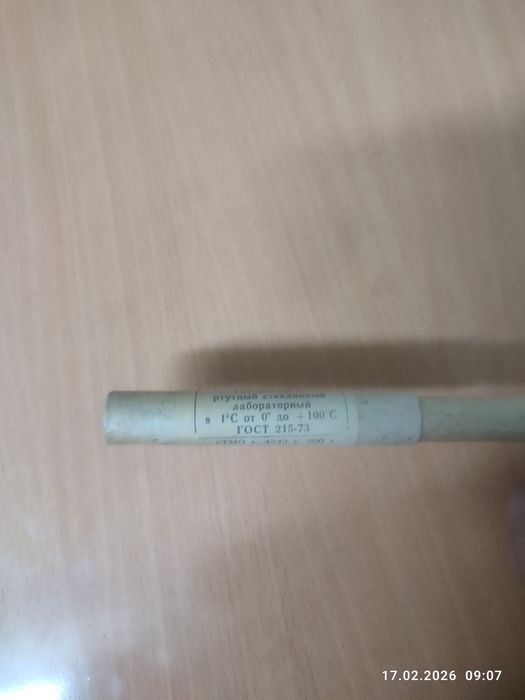 ртутный стеклянный
лабораторный
в 1°С от 0° до +100°С
ГОСТ 215-73
17.02.2026 09:07